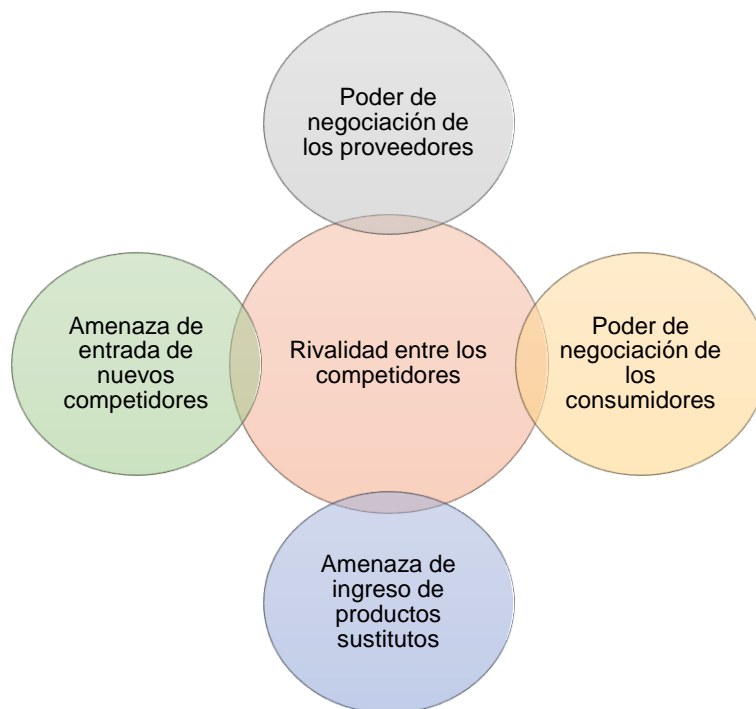 Poder de
negociación de
los proveedores
Amenaza de
entrada de
nuevos
competidores
Rivalidad entre los
competidores
Poder de
negociación de
los
consumidores
Amenaza de
ingreso de
productos
sustitutos